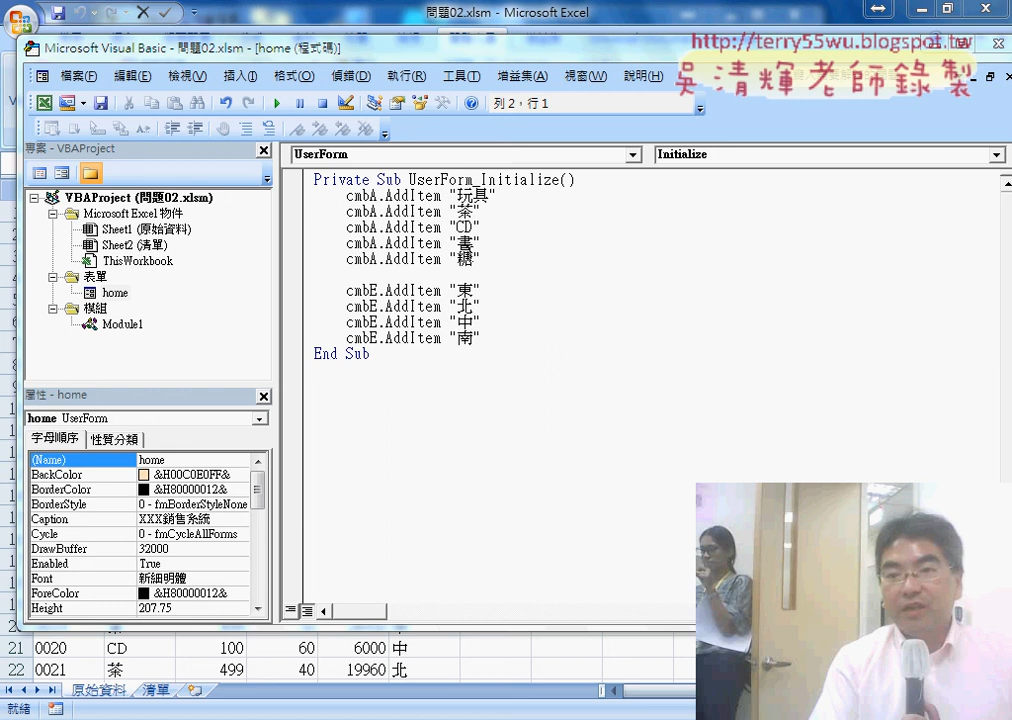 問題02.xlsm - Microsoft Excel
Microsoft Visual Basic - 問題02.xlsm - [home (程式碼)]
http://terry55wu.blogspot.tw
吳清輝老師錄製
檔案(F) 編輯(E) 檢視(V) 插入(I) 格式(O) 偵錯(D) 執行(R) 工具(T) 增益集(A) 視窗(W) 說明(H)
列 2，行 1
專案 - VBAProject
UserForm
Initialize
VBAProject (問題02.xlsm)
Microsoft Excel 物件
Sheet1 (原始資料)
Sheet2 (清單)
ThisWorkbook
表單
home
模組
Module1
Private Sub UserForm_Initialize()
cmbA.AddItem "玩具"
cmbA.AddItem "茶"
cmbA.AddItem "CD"
cmbA.AddItem "書"
cmbA.AddItem "糖"
cmbE.AddItem "東"
cmbE.AddItem "北"
cmbE.AddItem "中"
cmbE.AddItem "南"
End Sub
屬性 - home
home UserForm
字母順序 性質分類
(Name) home
BackColor &H00C0E0FF&
BorderColor &H80000012&
BorderStyle 0 - fmBorderStyleNone
Caption XXX銷售系統
Cycle 0 - fmCycleAllForms
DrawBuffer 32000
Enabled True
Font 新細明體
ForeColor &H80000012&
Height 207.75
21 0020 CD 100 60 6000 中
22 0021 茶 499 40 19960 北
原始資料 清單
就緒